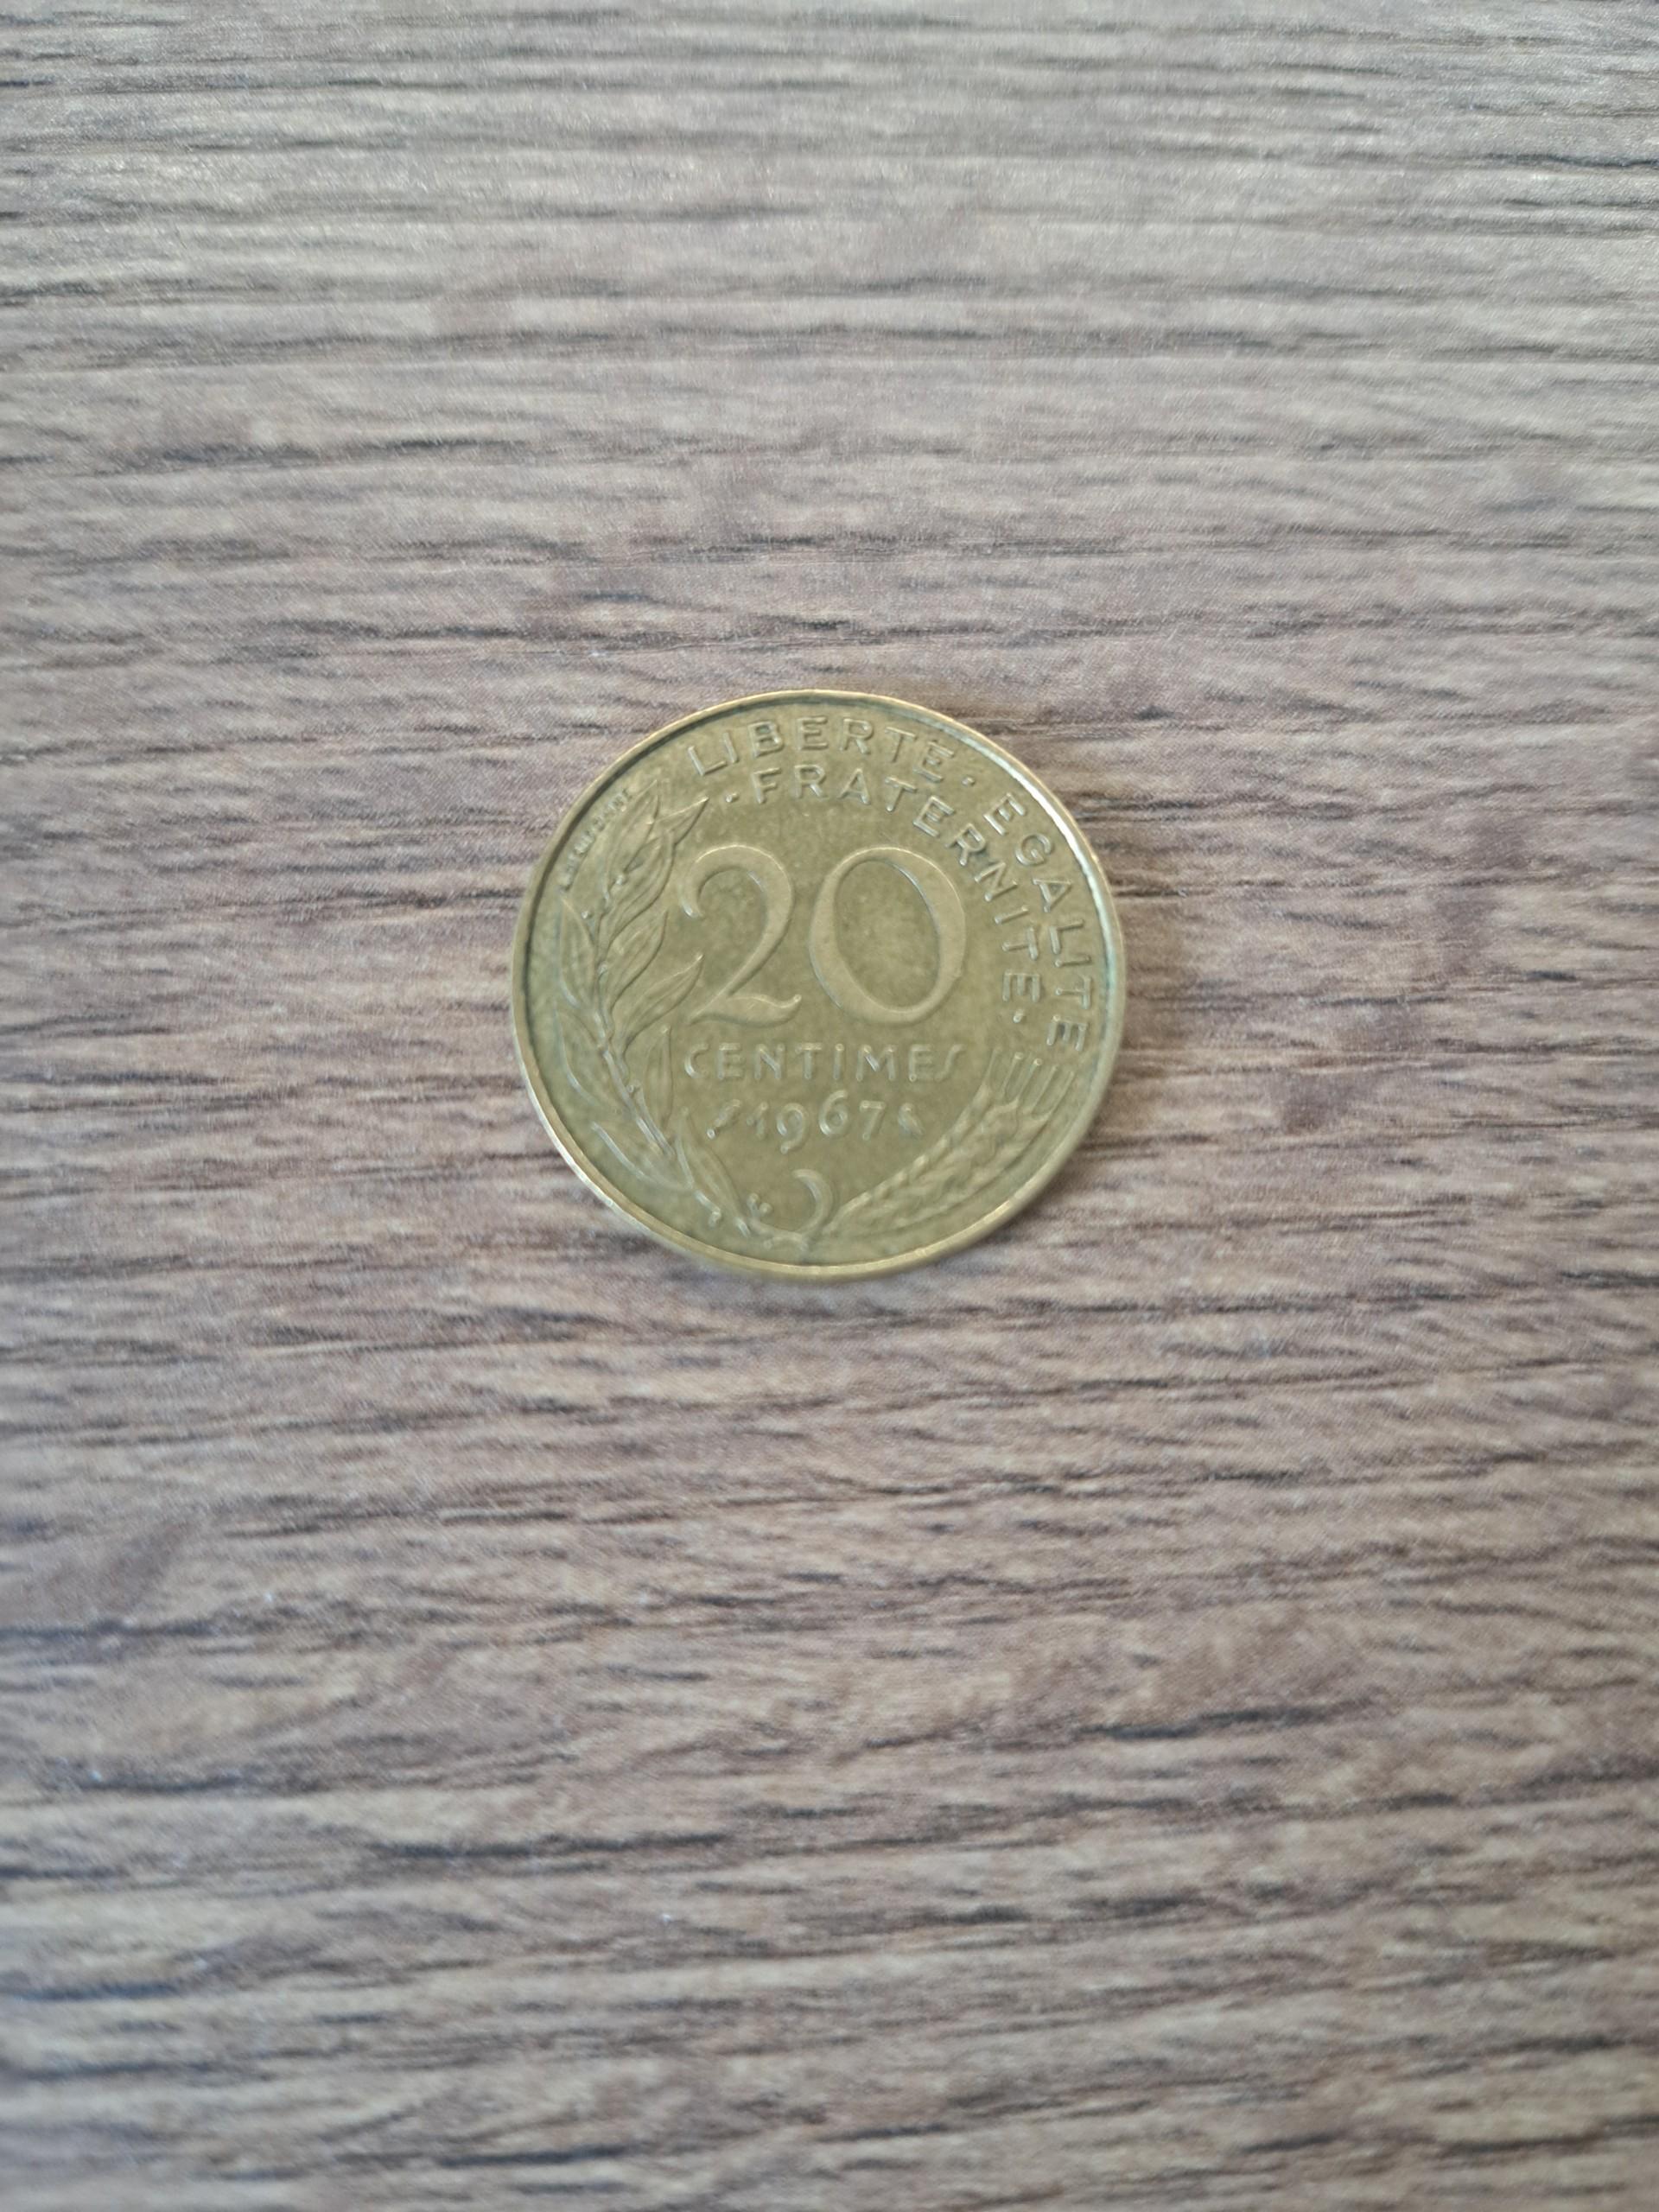 LIBERTE · EGALITE
· FRATERNITE ·
20
CENTIMES
1967